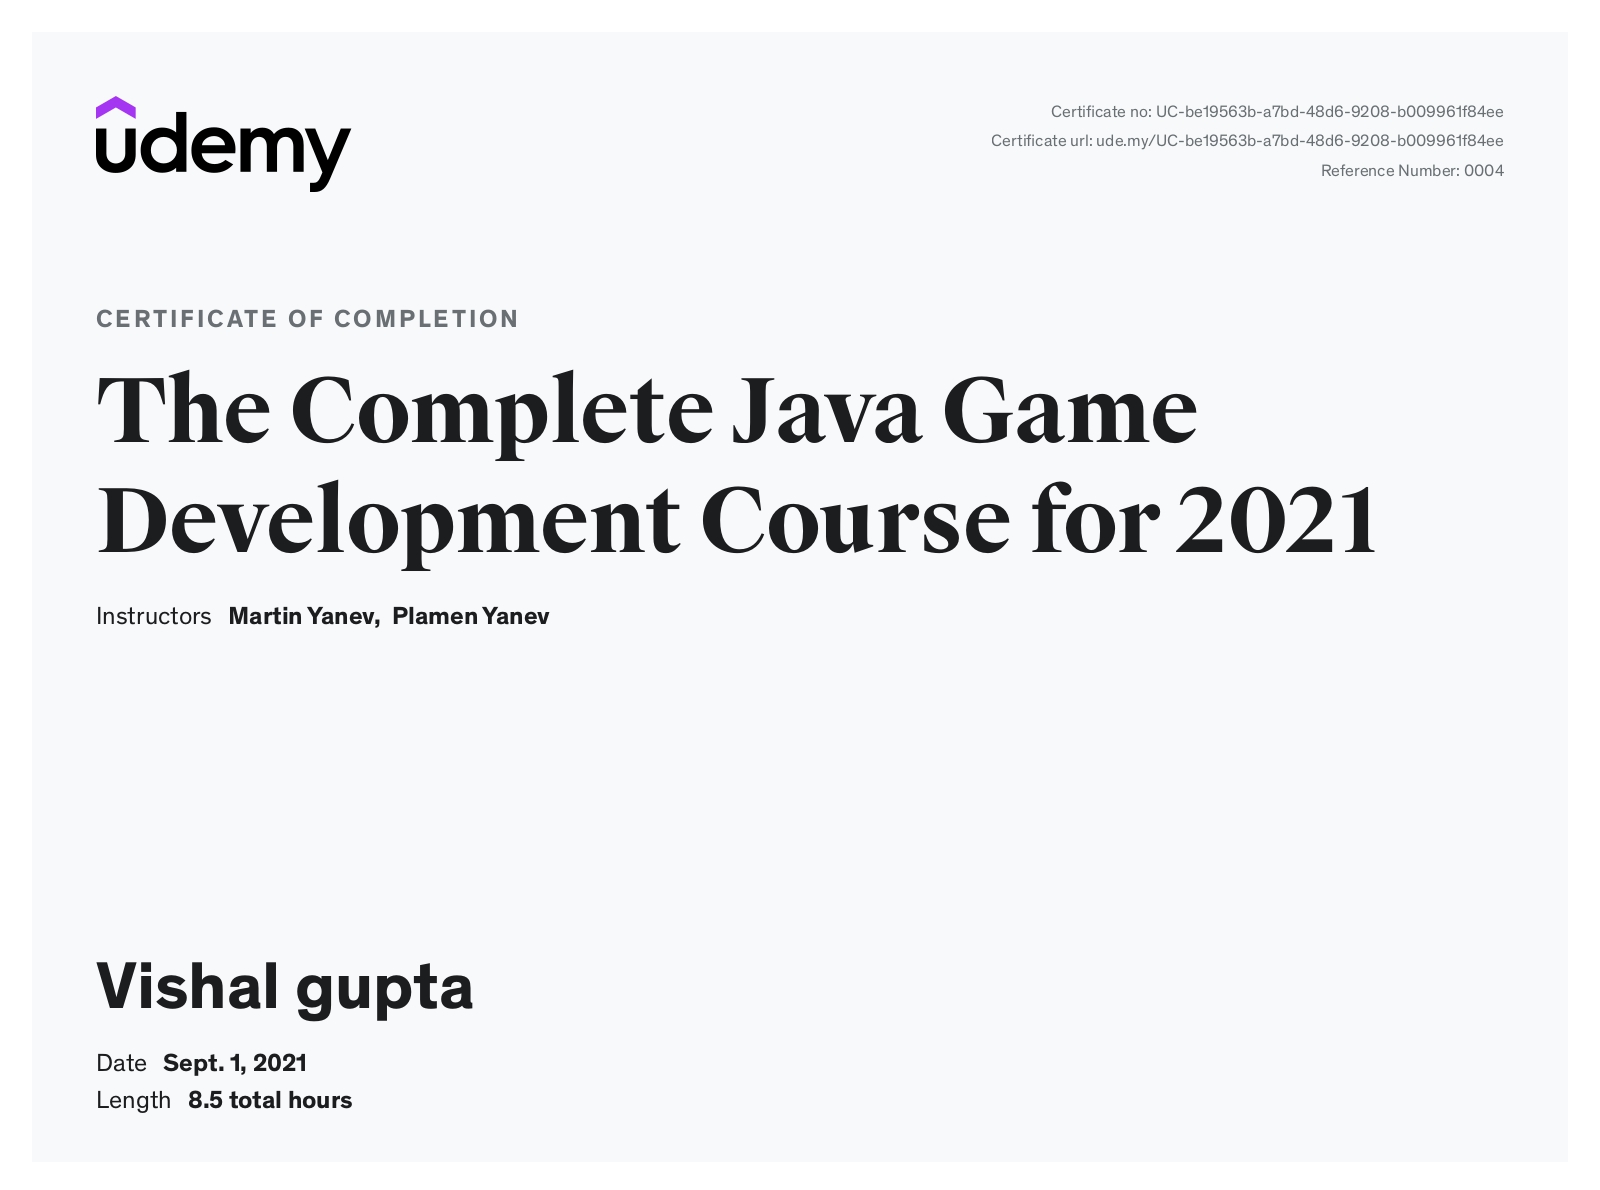 udemy
Certificate no: UC-be19563b-a7bd-48d6-9208-b009961f84ee
Certificate url: ude.my/UC-be19563b-a7bd-48d6-9208-b009961f84ee
Reference Number: 0004
CERTIFICATE OF COMPLETION
The Complete Java Game
Development Course for 2021
Instructors Martin Yanev, Plamen Yanev
Vishal gupta
Date Sept. 1, 2021
Length 8.5 total hours